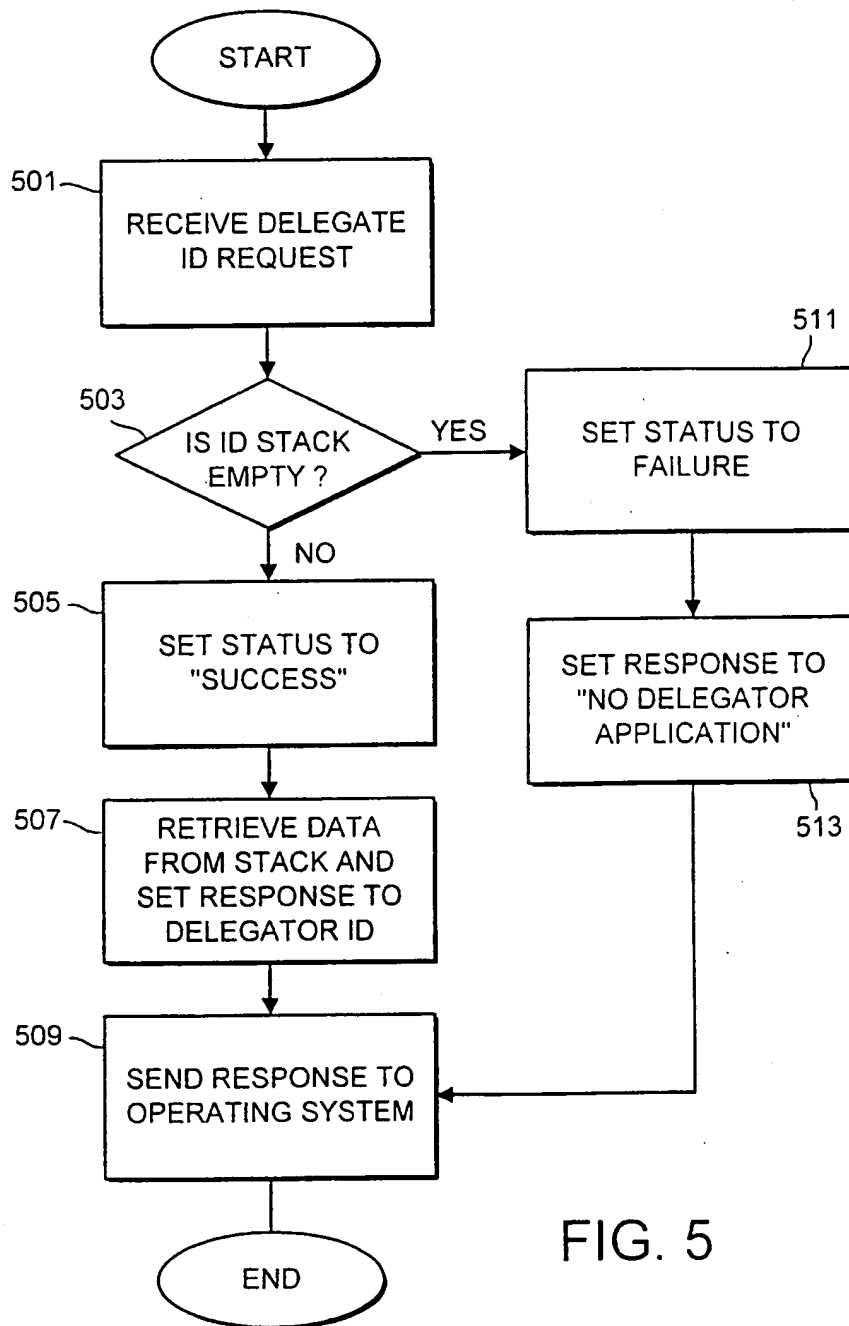 START
501
RECEIVE DELEGATE
ID REQUEST
503
IS ID STACK
EMPTY ?
YES
NO
511
SET STATUS TO
FAILURE
505
SET STATUS TO
"SUCCESS"
SET RESPONSE TO
"NO DELEGATOR
APPLICATION"
513
507
RETRIEVE DATA
FROM STACK AND
SET RESPONSE TO
DELEGATOR ID
509
SEND RESPONSE TO
OPERATING SYSTEM
END
FIG. 5